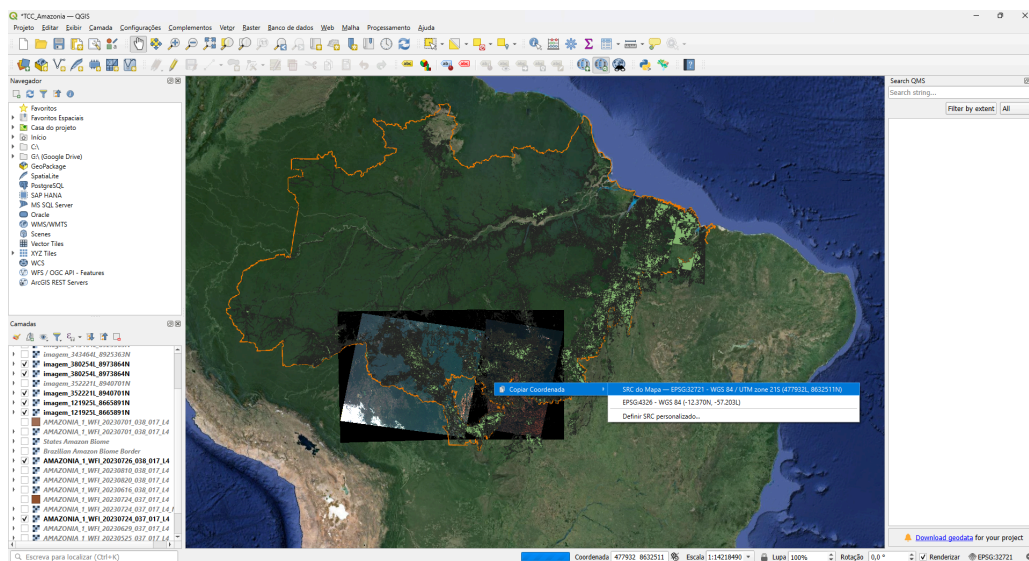 *TCC_Amazonia — QGIS
Projeto Editar Exibir Camada Configurações Complementos Vetor Raster Banco de dados Web Malha Processamento Ajuda
Navegador
Favoritos
Favoritos Espaciais
Casa do projeto
Início
C:\
G:\ (Google Drive)
GeoPackage
SpatiaLite
PostgreSQL
SAP HANA
MS SQL Server
Oracle
WMS/WMTS
Scenes
Vector Tiles
XYZ Tiles
WCS
WFS / OGC API - Features
ArcGIS REST Servers
Camadas
imagem_343464L_8925363N
imagem_380254L_8973864N
imagem_380254L_8973864N
imagem_352221L_8940701N
imagem_352221L_8940701N
imagem_121925L_8665891N
imagem_121925L_8665891N
AMAZONIA_1_WFI_20230701_038_017_L4
AMAZONIA_1_WFI_20230701_038_017_L4
States Amazon Biome
Brazilian Amazon Biome Border
AMAZONIA_1_WFI_20230726_038_017_L4
AMAZONIA_1_WFI_20230810_038_017_L4
AMAZONIA_1_WFI_20230820_038_017_L4
AMAZONIA_1_WFI_20230616_038_017_L4
AMAZONIA_1_WFI_20230724_037_017_L4
AMAZONIA_1_WFI_20230724_037_017_L4_
AMAZONIA_1_WFI_20230724_037_017_L4
AMAZONIA_1_WFI_20230629_037_017_L4
AMAZONIA_1_WFI_20230525_037_017_L4
Copiar Coordenada
SRC do Mapa — EPSG:32721 - WGS 84 / UTM zone 21S (477932L, 8632511N)
EPSG:4326 - WGS 84 (-12.370N, -57.203L)
Definir SRC personalizado...
Search QMS
Search string...
Filter by extent All
Download geodata for your project
Escreva para localizar (Ctrl+K)
Coordenada 477932 8632511 Escala 1:14218490 Lupa 100% Rotação 0,0 ° Renderizar EPSG:32721